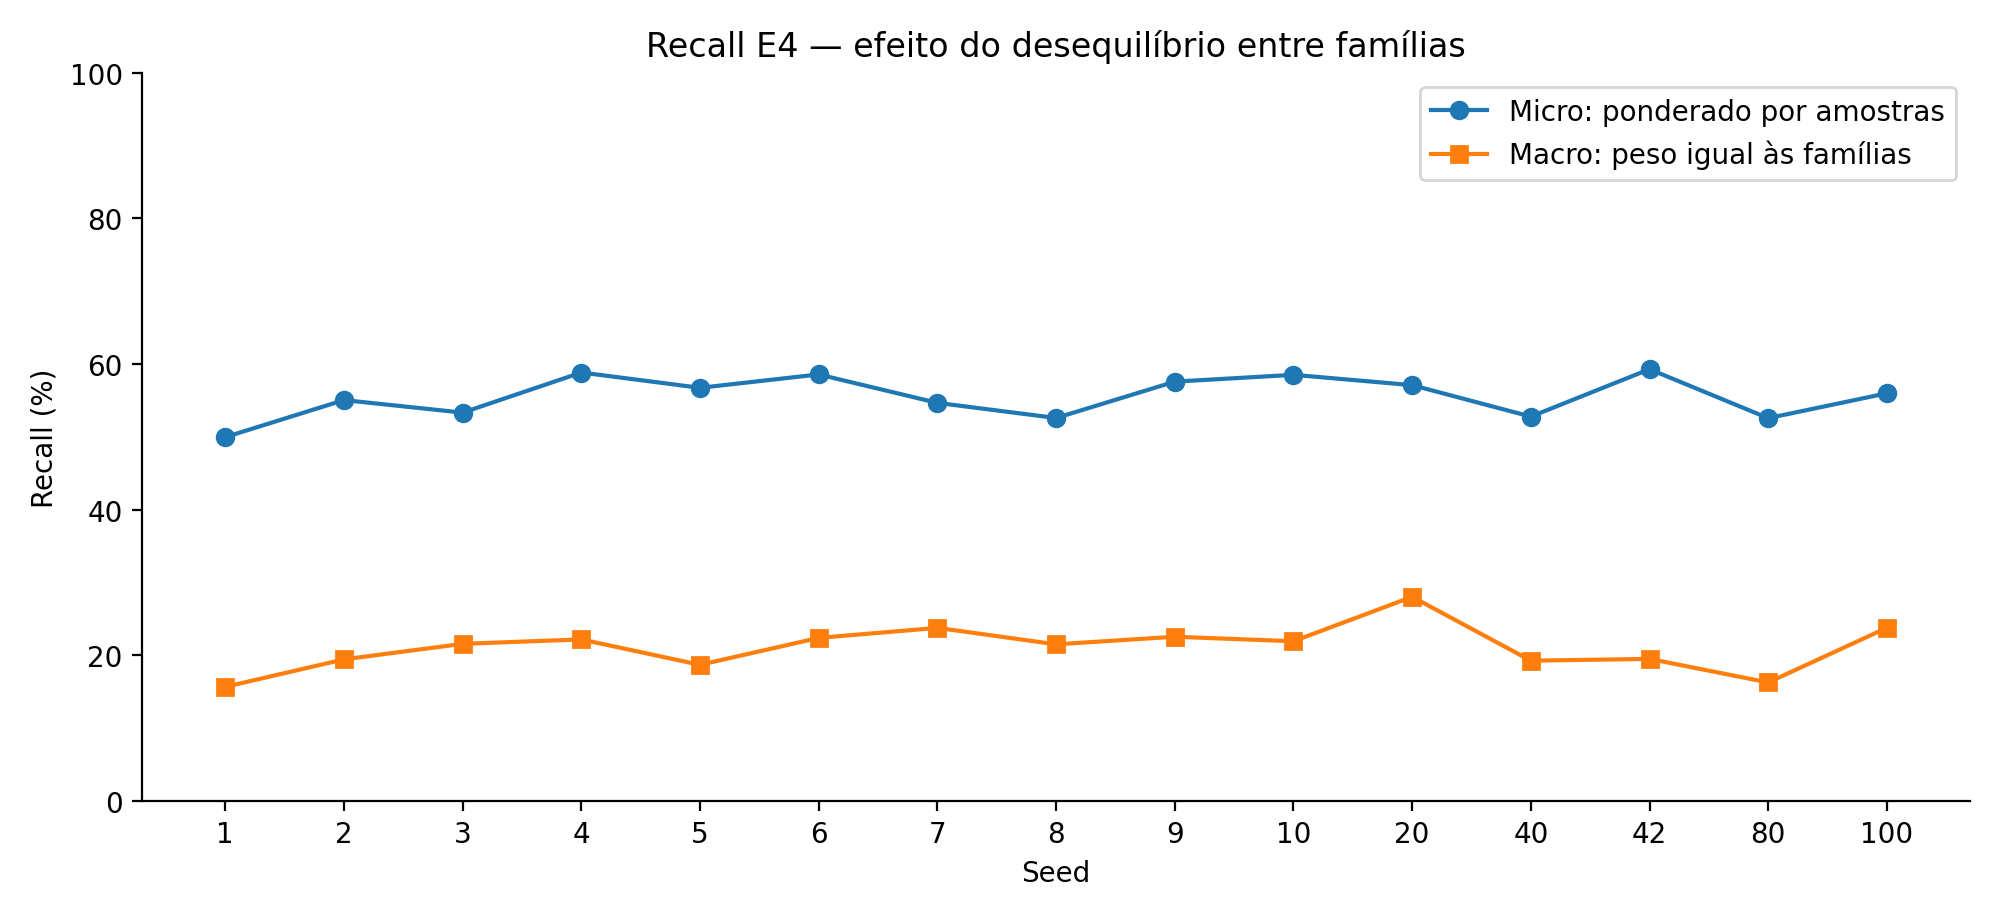 Recall E4 — efeito do desequilíbrio entre famílias
Micro: ponderado por amostras
Macro: peso igual às famílias
Recall (%)
100
80
60
40
20
0
1 2 3 4 5 6 7 8 9 10 20 40 42 80 100
Seed